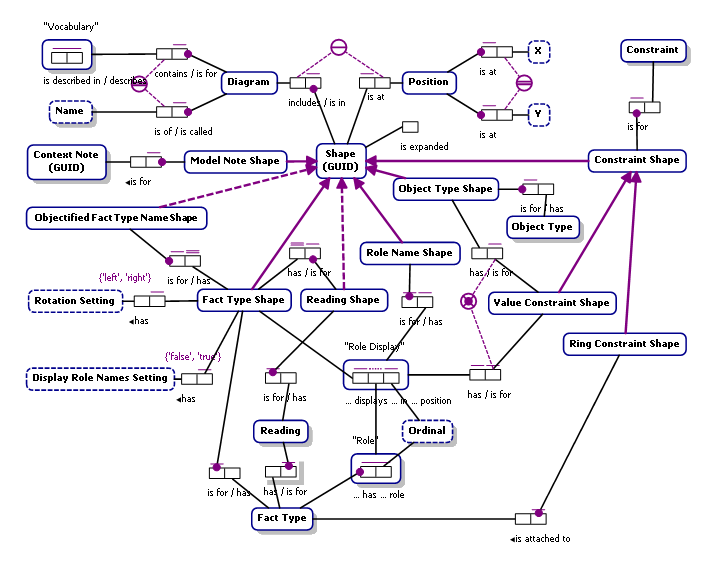 "Vocabulary"
is described in / describes
contains / is for
Diagram
includes / is in
is at
Position
is at
X
Constraint
Name
is of / is called
is at
Y
is for
is expanded
Context Note
(GUID)
◂is for
Model Note Shape
Shape
(GUID)
Constraint Shape
Object Type Shape
is for / has
Object Type
Objectified Fact Type Name Shape
is for / has
has / is for
Role Name Shape
has / is for
{'left', 'right'}
Rotation Setting
◂has
Fact Type Shape
Reading Shape
is for / has
Value Constraint Shape
Ring Constraint Shape
{'false', 'true'}
Display Role Names Setting
◂has
is for / has
"Role Display"
... displays ... in ... position
has / is for
Reading
"Role"
Ordinal
is for / has
has / is for
... has ... role
Fact Type
◂is attached to